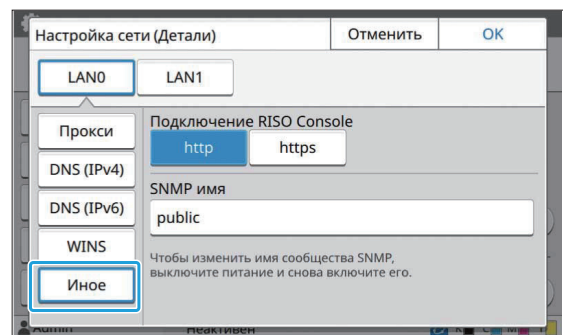 Настройка сети (Детали)
Отменить
OK
LAN0
LAN1
Прокси
DNS (IPv4)
DNS (IPv6)
WINS
Иное
Подключение RISO Console
http
https
SNMP имя
public
Чтобы изменить имя сообщества SNMP,
выключите питание и снова включите его.
Admin
Неактивен